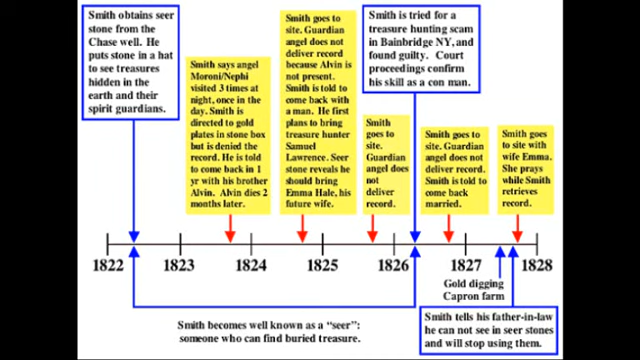 Smith obtains seer
stone from the
Chase well. He
puts stone in a hat
to see treasures
hidden in the
earth and their
spirit guardians.
Smith says angel
Moroni/Nephi
visited 3 times at
night, once in the
day. Smith is
directed to gold
plates in stone box
but is denied the
record. He is told
to come back in 1
yr with his brother
Alvin. Alvin dies 2
months later.
Smith goes to
site. Guardian
angel does not
deliver record
because Alvin is
not present.
Smith is told to
come back with
a man. He first
plans to bring
treasure hunter
Samuel
Lawrence. Seer
stone reveals he
should bring
Emma Hale, his
future wife.
Smith
goes to
site.
Guardian
angel does
not
deliver
record.
Smith is tried for a
treasure hunting scam
in Bainbridge NY, and
found guilty. Court
proceedings confirm
his skill as a con man.
Smith goes to
site. Guardian
angel does not
deliver record.
Smith is told to
come back
married.
Smith goes
to site with
wife Emma.
She prays
while Smith
retrieves
record.
1822 1823 1824 1825 1826 1827 1828
Gold digging
Capron farm
Smith becomes well known as a “seer”:
someone who can find buried treasure.
Smith tells his father-in-law
he can not see in seer stones
and will stop using them.